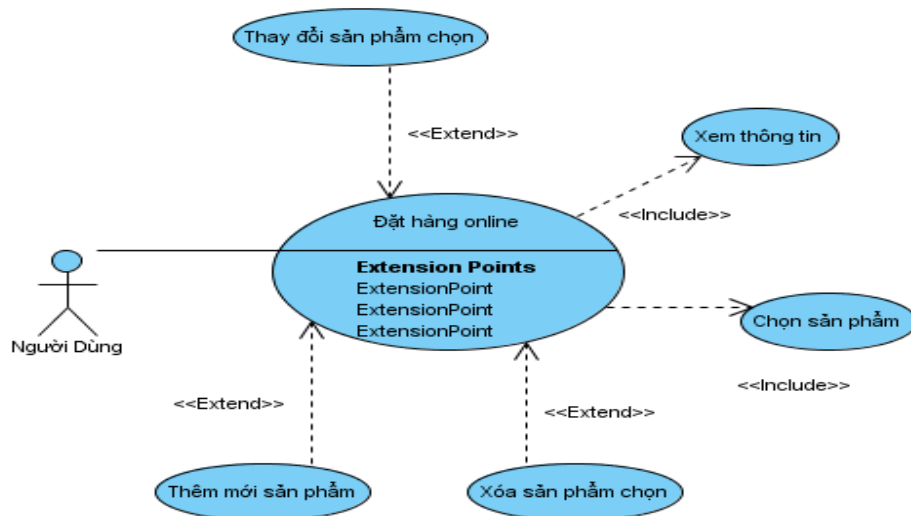 Thay đổi sản phẩm chọn
<<Extend>>
Xem thông tin
<<Include>>
Đặt hàng online
Extension Points
ExtensionPoint
ExtensionPoint
ExtensionPoint
Chọn sản phẩm
<<Include>>
Người Dùng
<<Extend>>
<<Extend>>
Thêm mới sản phẩm
Xóa sản phẩm chọn